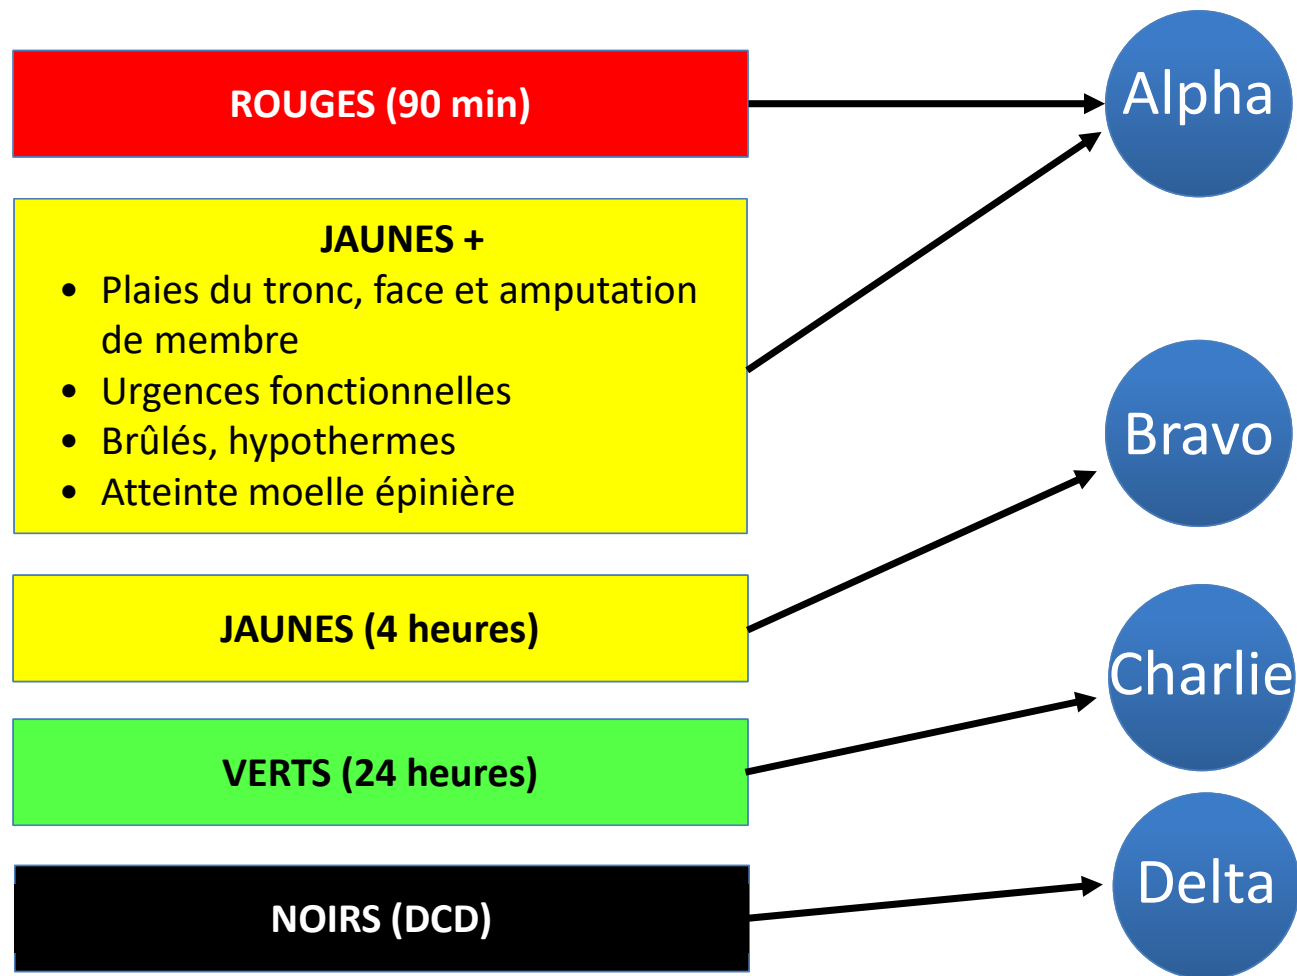 ROUGES (90 min)
Alpha
JAUNES +
• Plaies du tronc, face et amputation
de membre
• Urgences fonctionnelles
• Brûlés, hypothermes
• Atteinte moelle épinière
Bravo
JAUNES (4 heures)
Charlie
VERTS (24 heures)
Delta
NOIRS (DCD)